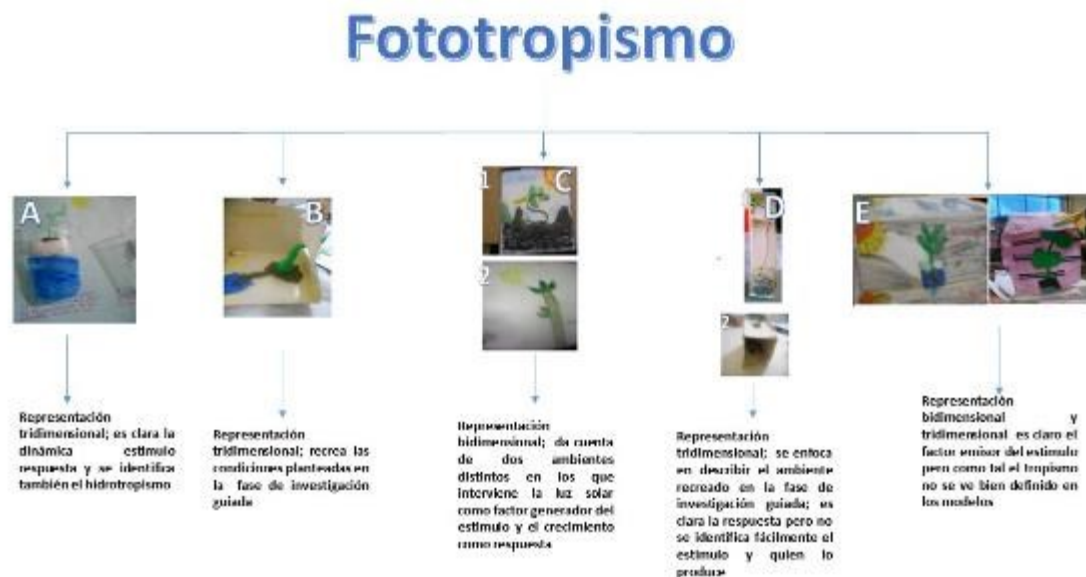 Fototropismo
A
B
1
C
2
D
2
E
Representación
tridimensional; es clara la
dinámica estimulo
respuesta y se identifica
también el hidrotropismo
Representación
tridimensional; recrea las
condiciones planteadas en
la fase de investigación
guiada
Representación
bidimensional; da cuenta
de dos ambientes
distintos en los que
interviene la luz solar
como factor generador del
estimulo y el crecimiento
como respuesta
Representación
tridimensional; se enfoca
en describir el ambiente
recreado en la fase de
investigación guiada; es
clara la respuesta pero no
se identifica fácilmente el
estimulo y quien lo
produce
Representación
bidimensional y
tridimensional es claro el
factor emisor del estimulo
pero como tal el tropismo
no se ve bien definido en
los modelos